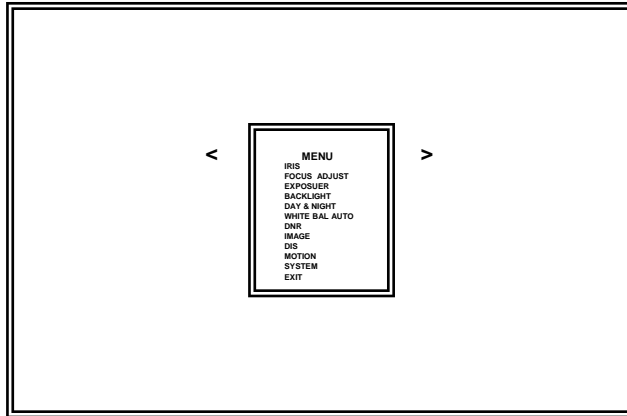 < MENU >
IRIS
FOCUS ADJUST
EXPOSUER
BACKLIGHT
DAY & NIGHT
WHITE BAL AUTO
DNR
IMAGE
DIS
MOTION
SYSTEM
EXIT